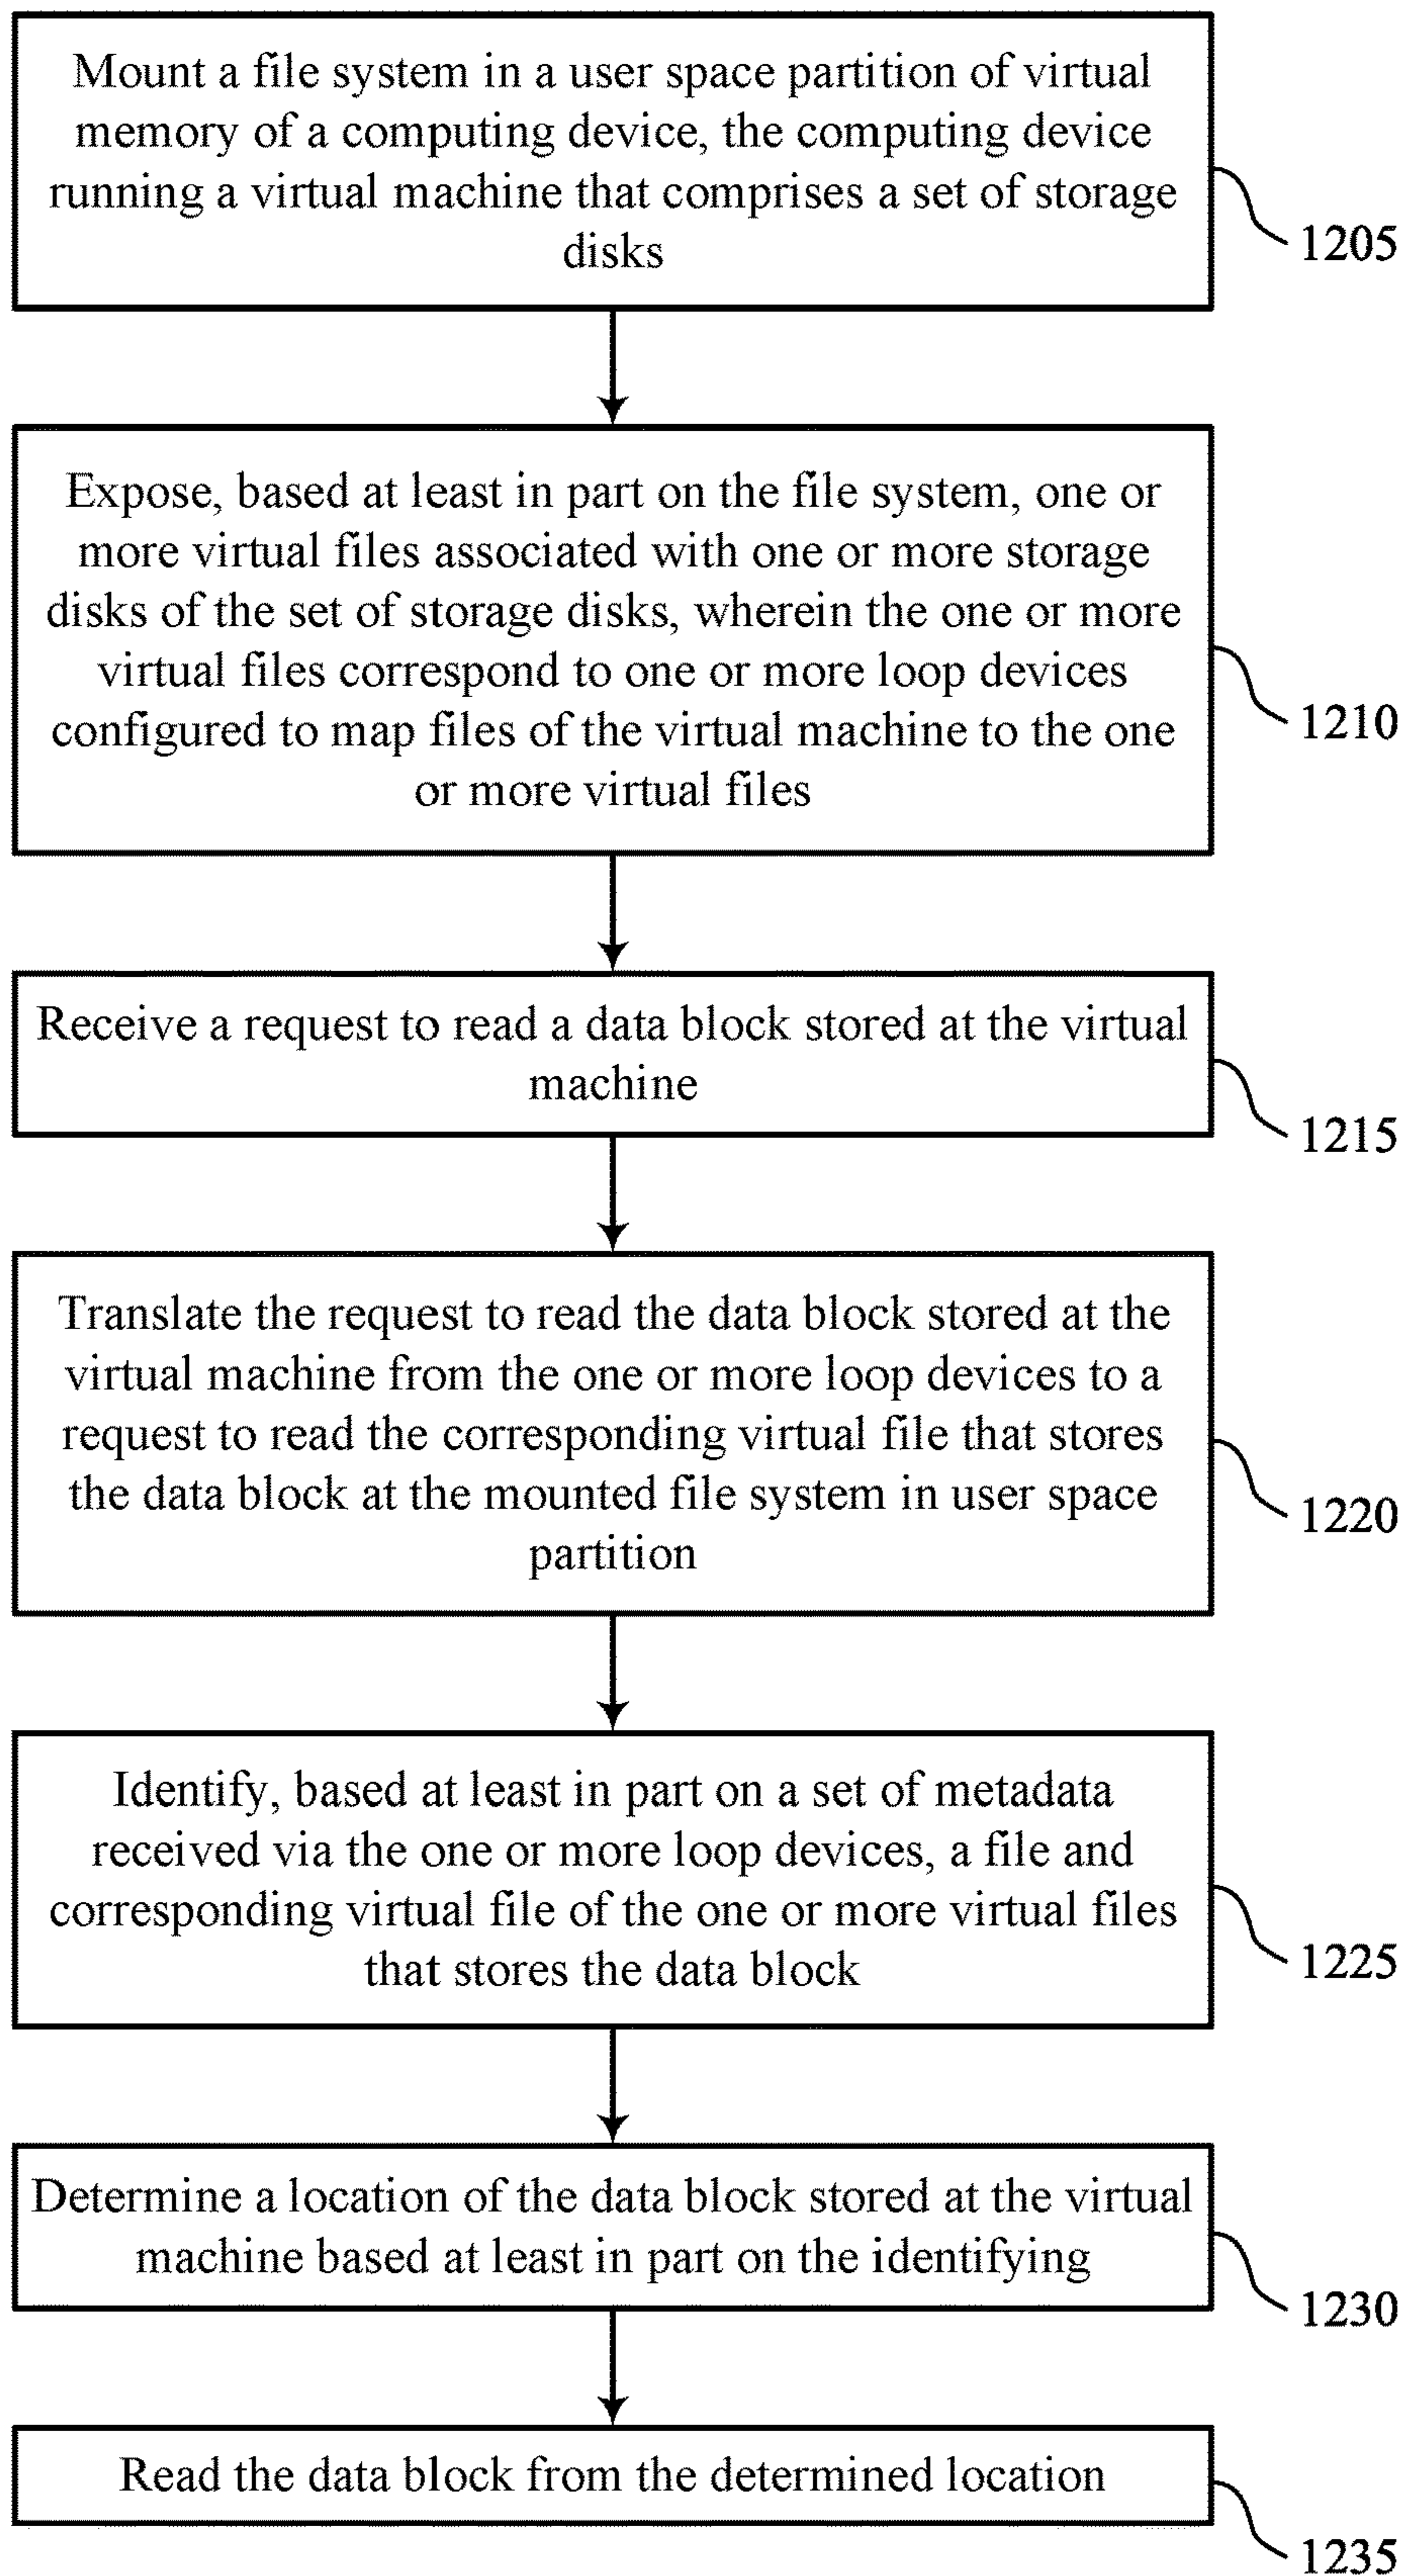 Mount a file system in a user space partition of virtual
memory of a computing device, the computing device
running a virtual machine that comprises a set of storage
disks
1205
Expose, based at least in part on the file system, one or
more virtual files associated with one or more storage
disks of the set of storage disks, wherein the one or more
virtual files correspond to one or more loop devices
configured to map files of the virtual machine to the one
or more virtual files
1210
Receive a request to read a data block stored at the virtual
machine
1215
Translate the request to read the data block stored at the
virtual machine from the one or more loop devices to a
request to read the corresponding virtual file that stores
the data block at the mounted file system in user space
partition
1220
Identify, based at least in part on a set of metadata
received via the one or more loop devices, a file and
corresponding virtual file of the one or more virtual files
that stores the data block
1225
Determine a location of the data block stored at the virtual
machine based at least in part on the identifying
1230
Read the data block from the determined location
1235